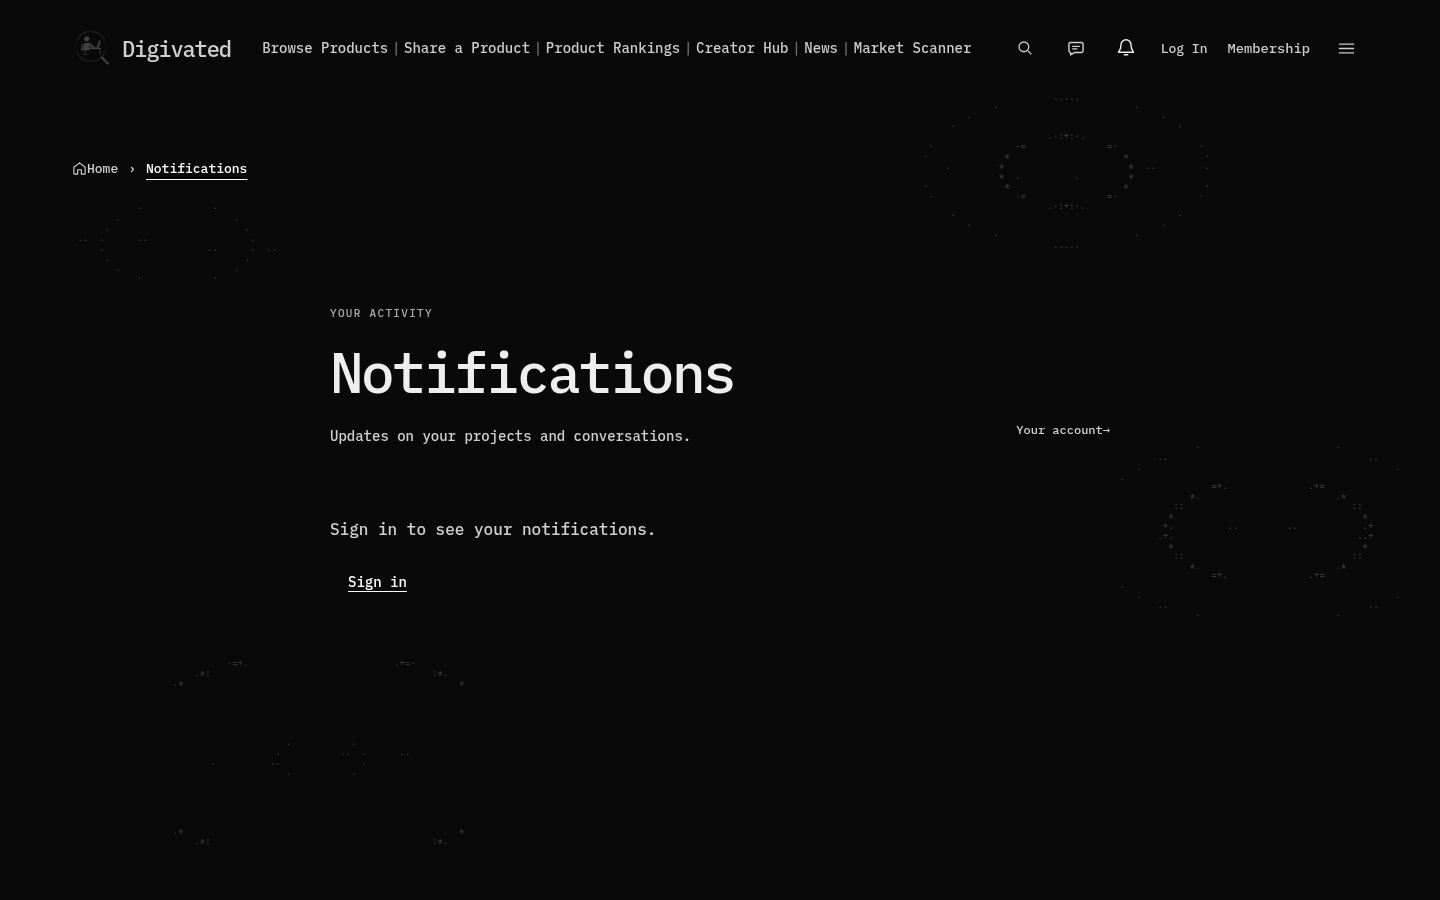 Digivated
Browse Products | Share a Product | Product Rankings | Creator Hub | News | Market Scanner
Log In
Membership
Home › Notifications
YOUR ACTIVITY
Notifications
Updates on your projects and conversations.
Your account→
Sign in to see your notifications.
Sign in